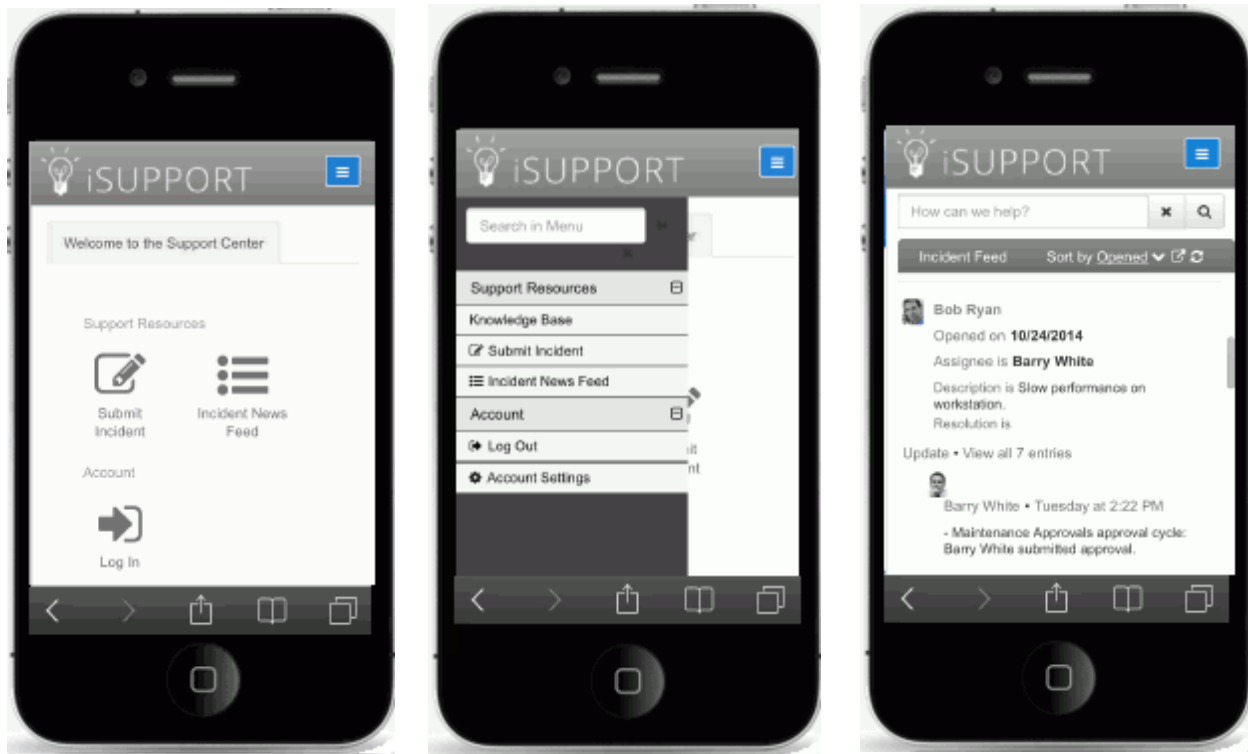 iSUPPORT
Welcome to the Support Center
Support Resources
Submit
Incident
Incident News
Feed
Account
Log In
iSUPPORT
Search in Menu
er
Support Resources
Knowledge Base
Submit Incident
Incident News Feed
Account
Log Out
Account Settings
it
nt
iSUPPORT
How can we help?
Incident Feed Sort by Opened
Bob Ryan
Opened on 10/24/2014
Assignee is Barry White
Description is Slow performance on
workstation.
Resolution is
Update • View all 7 entries
Barry White • Tuesday at 2:22 PM
- Maintenance Approvals approval cycle:
Barry White submitted approval.